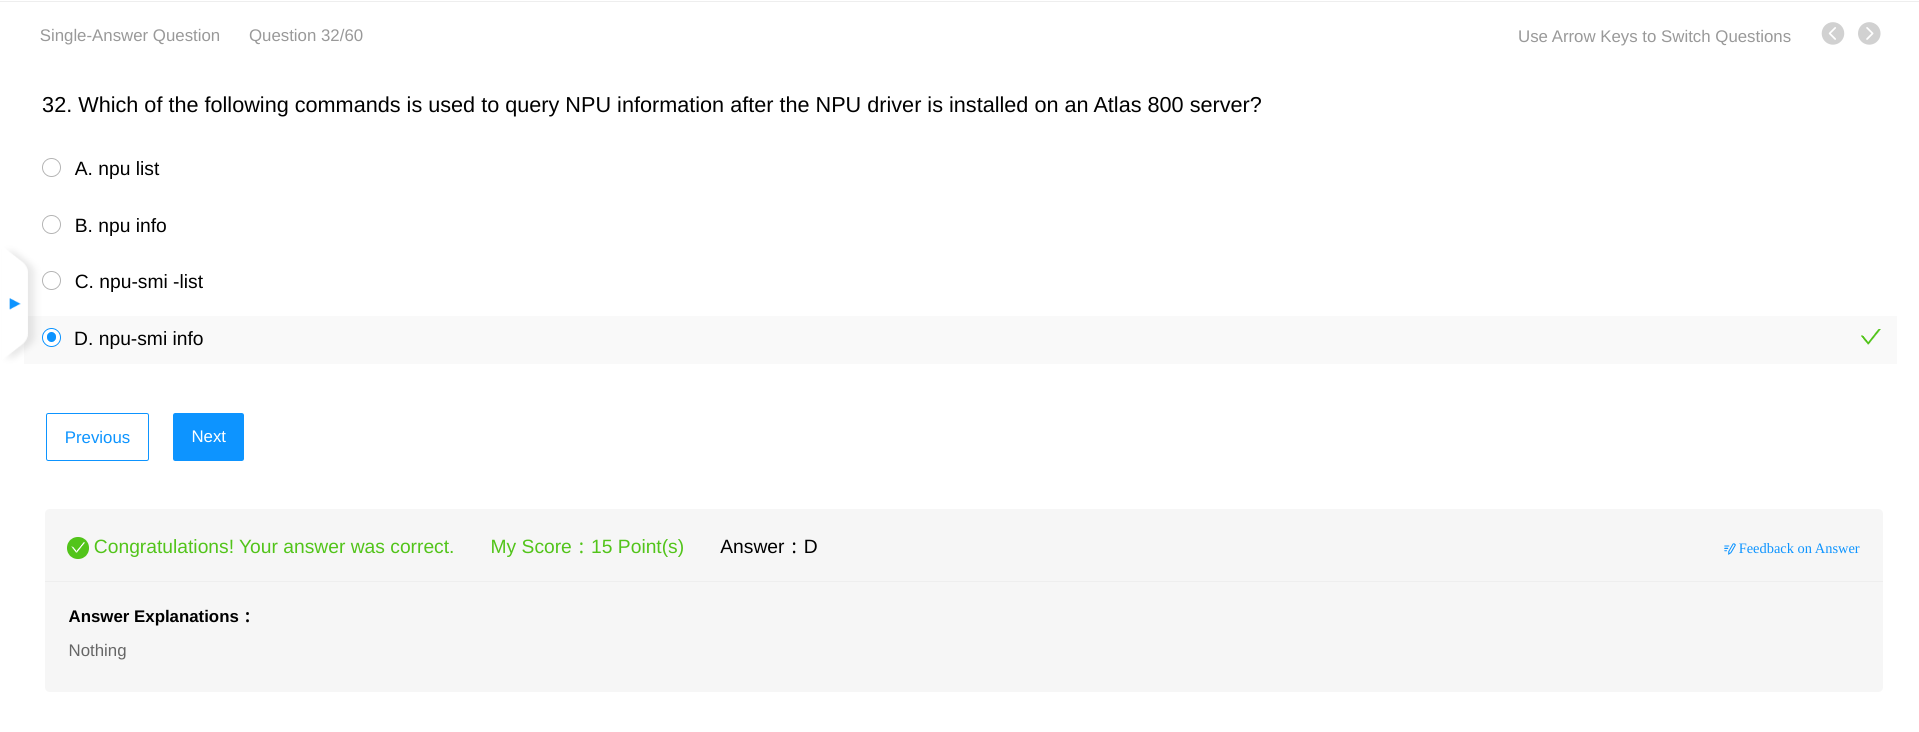 Single-Answer Question Question 32/60 Use Arrow Keys to Switch Questions
32. Which of the following commands is used to query NPU information after the NPU driver is installed on an Atlas 800 server?
A. npu list
B. npu info
C. npu-smi -list
D. npu-smi info
Previous Next
Congratulations! Your answer was correct. My Score：15 Point(s) Answer：D Feedback on Answer
Answer Explanations：
Nothing